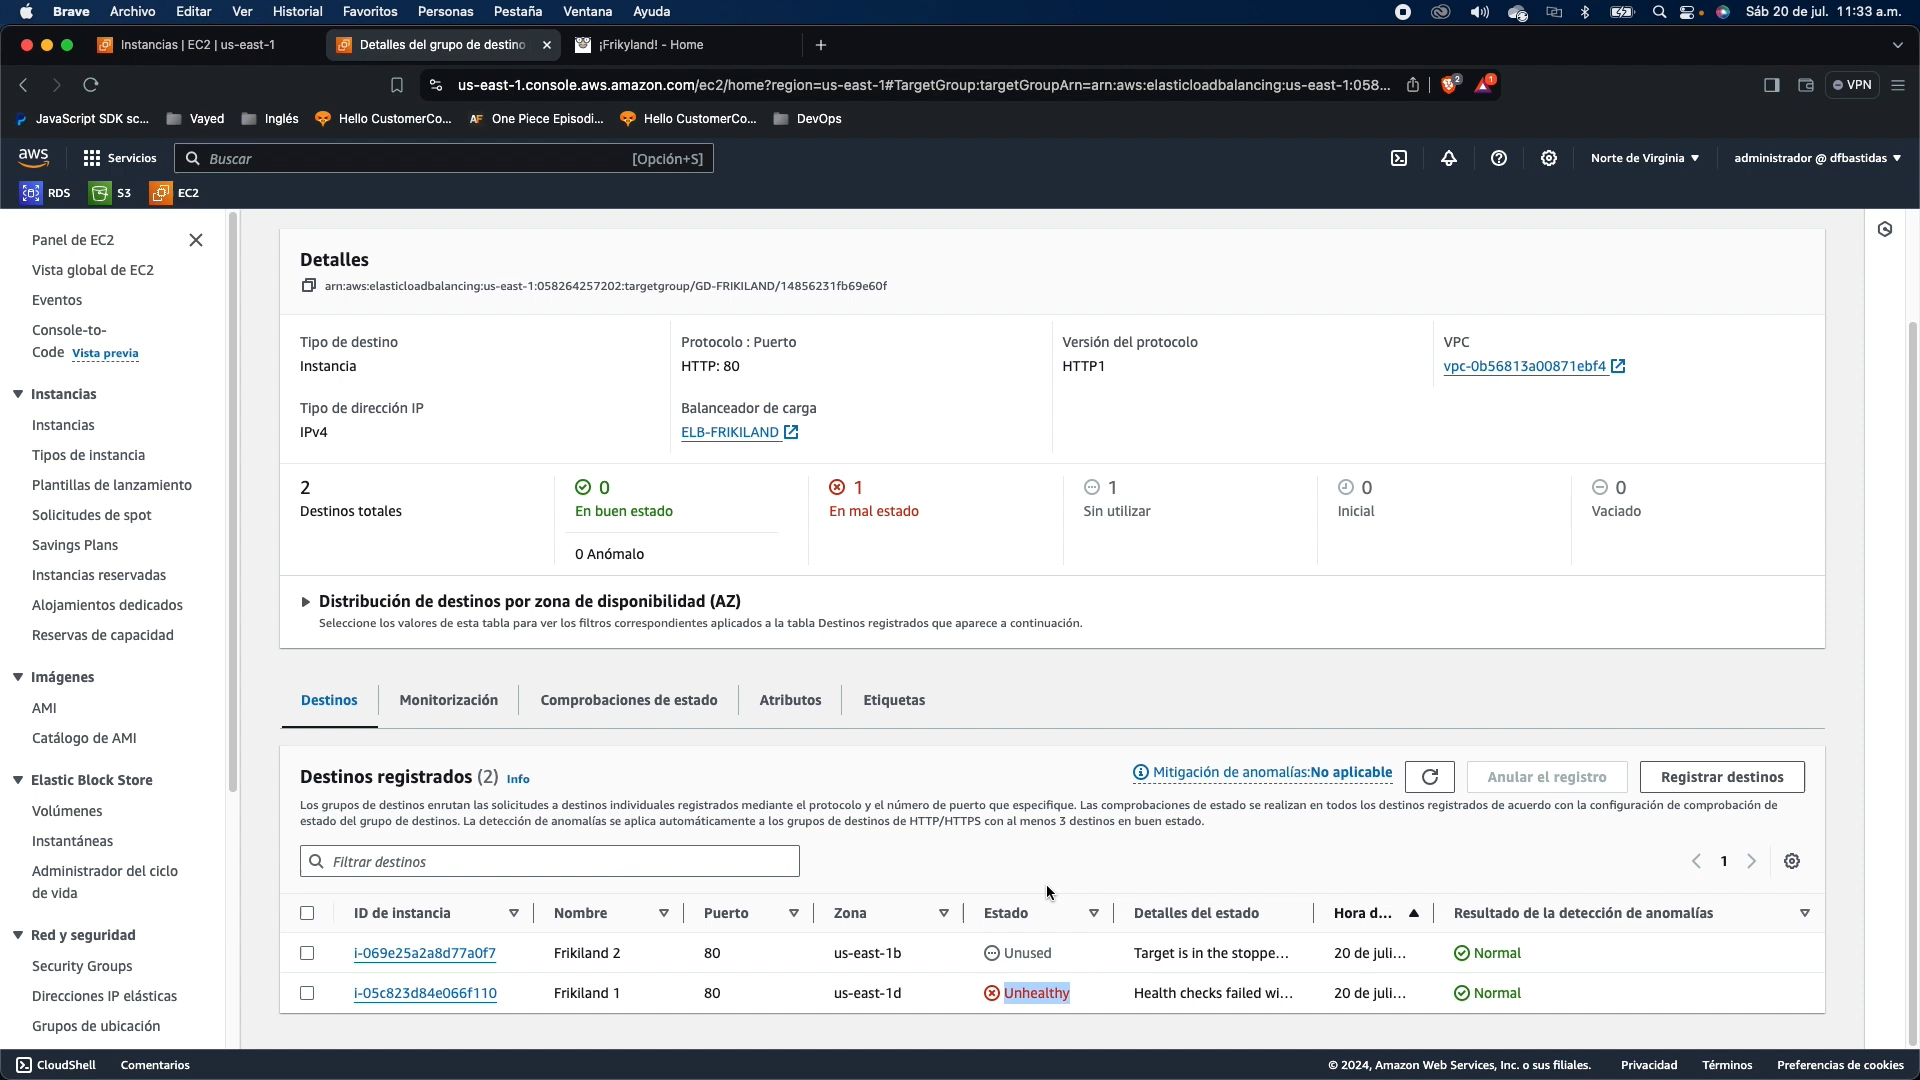 Brave Archivo Editar Ver Historial Favoritos Personas Pestaña Ventana Ayuda Sáb 20 de jul. 11:33 a.m.
Instancias | EC2 | us-east-1 Detalles del grupo de destino ¡Frikyland! - Home
us-east-1.console.aws.amazon.com/ec2/home?region=us-east-1#TargetGroup:targetGroupArn=arn:aws:elasticloadbalancing:us-east-1:058... 2 1 VPN
JavaScript SDK sc... Vayed Inglés Hello CustomerCo... AF One Piece Episodi... Hello CustomerCo... DevOps
aws Servicios Buscar [Opción+S] Norte de Virginia administrador @ dfbastidas
RDS S3 EC2
Panel de EC2
Vista global de EC2
Eventos
Console-to-
Code Vista previa
Instancias
Instancias
Tipos de instancia
Plantillas de lanzamiento
Solicitudes de spot
Savings Plans
Instancias reservadas
Alojamientos dedicados
Reservas de capacidad
Imágenes
AMI
Catálogo de AMI
Elastic Block Store
Volúmenes
Instantáneas
Administrador del ciclo
de vida
Red y seguridad
Security Groups
Direcciones IP elásticas
Grupos de ubicación
Detalles
arn:aws:elasticloadbalancing:us-east-1:058264257202:targetgroup/GD-FRIKILAND/14856231fb69e60f
Tipo de destino
Instancia
Protocolo : Puerto
HTTP: 80
Versión del protocolo
HTTP1
VPC
vpc-0b56813a00871ebf4
Tipo de dirección IP
IPv4
Balanceador de carga
ELB-FRIKILAND
2
Destinos totales
0
En buen estado
0 Anómalo
1
En mal estado
1
Sin utilizar
0
Inicial
0
Vaciado
Distribución de destinos por zona de disponibilidad (AZ)
Seleccione los valores de esta tabla para ver los filtros correspondientes aplicados a la tabla Destinos registrados que aparece a continuación.
Destinos Monitorización Comprobaciones de estado Atributos Etiquetas
Destinos registrados (2) Info Mitigación de anomalías:No aplicable Anular el registro Registrar destinos
Los grupos de destinos enrutan las solicitudes a destinos individuales registrados mediante el protocolo y el número de puerto que especifique. Las comprobaciones de estado se realizan en todos los destinos registrados de acuerdo con la configuración de comprobación de
estado del grupo de destinos. La detección de anomalías se aplica automáticamente a los grupos de destinos de HTTP/HTTPS con al menos 3 destinos en buen estado.
Filtrar destinos 1
ID de instancia Nombre Puerto Zona Estado Detalles del estado Hora d... Resultado de la detección de anomalías
i-069e25a2a8d77a0f7 Frikiland 2 80 us-east-1b Unused Target is in the stoppe... 20 de juli... Normal
i-05c823d84e066f110 Frikiland 1 80 us-east-1d Unhealthy Health checks failed wi... 20 de juli... Normal
CloudShell Comentarios © 2024, Amazon Web Services, Inc. o sus filiales. Privacidad Términos Preferencias de cookies